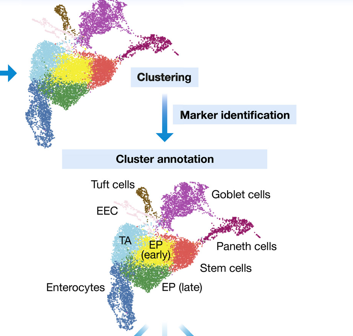 Clustering
Marker identification
Cluster annotation
Tuft cells
Goblet cells
EEC
TA
EP
(early)
Paneth cells
Stem cells
Enterocytes
EP (late)